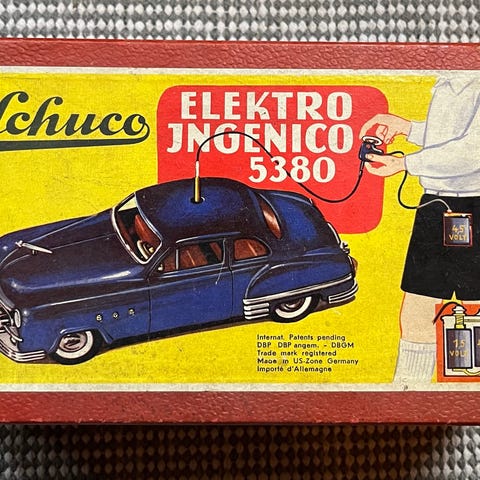 Schuco
ELEKTRO
JNGENICO
5380
4,5
VOLT
Internat. Patents pending
DBP DBP angem. - DBGM
Trade mark registered
Made in US-Zone Germany
Importé d'Allemagne
1,5
VOLT